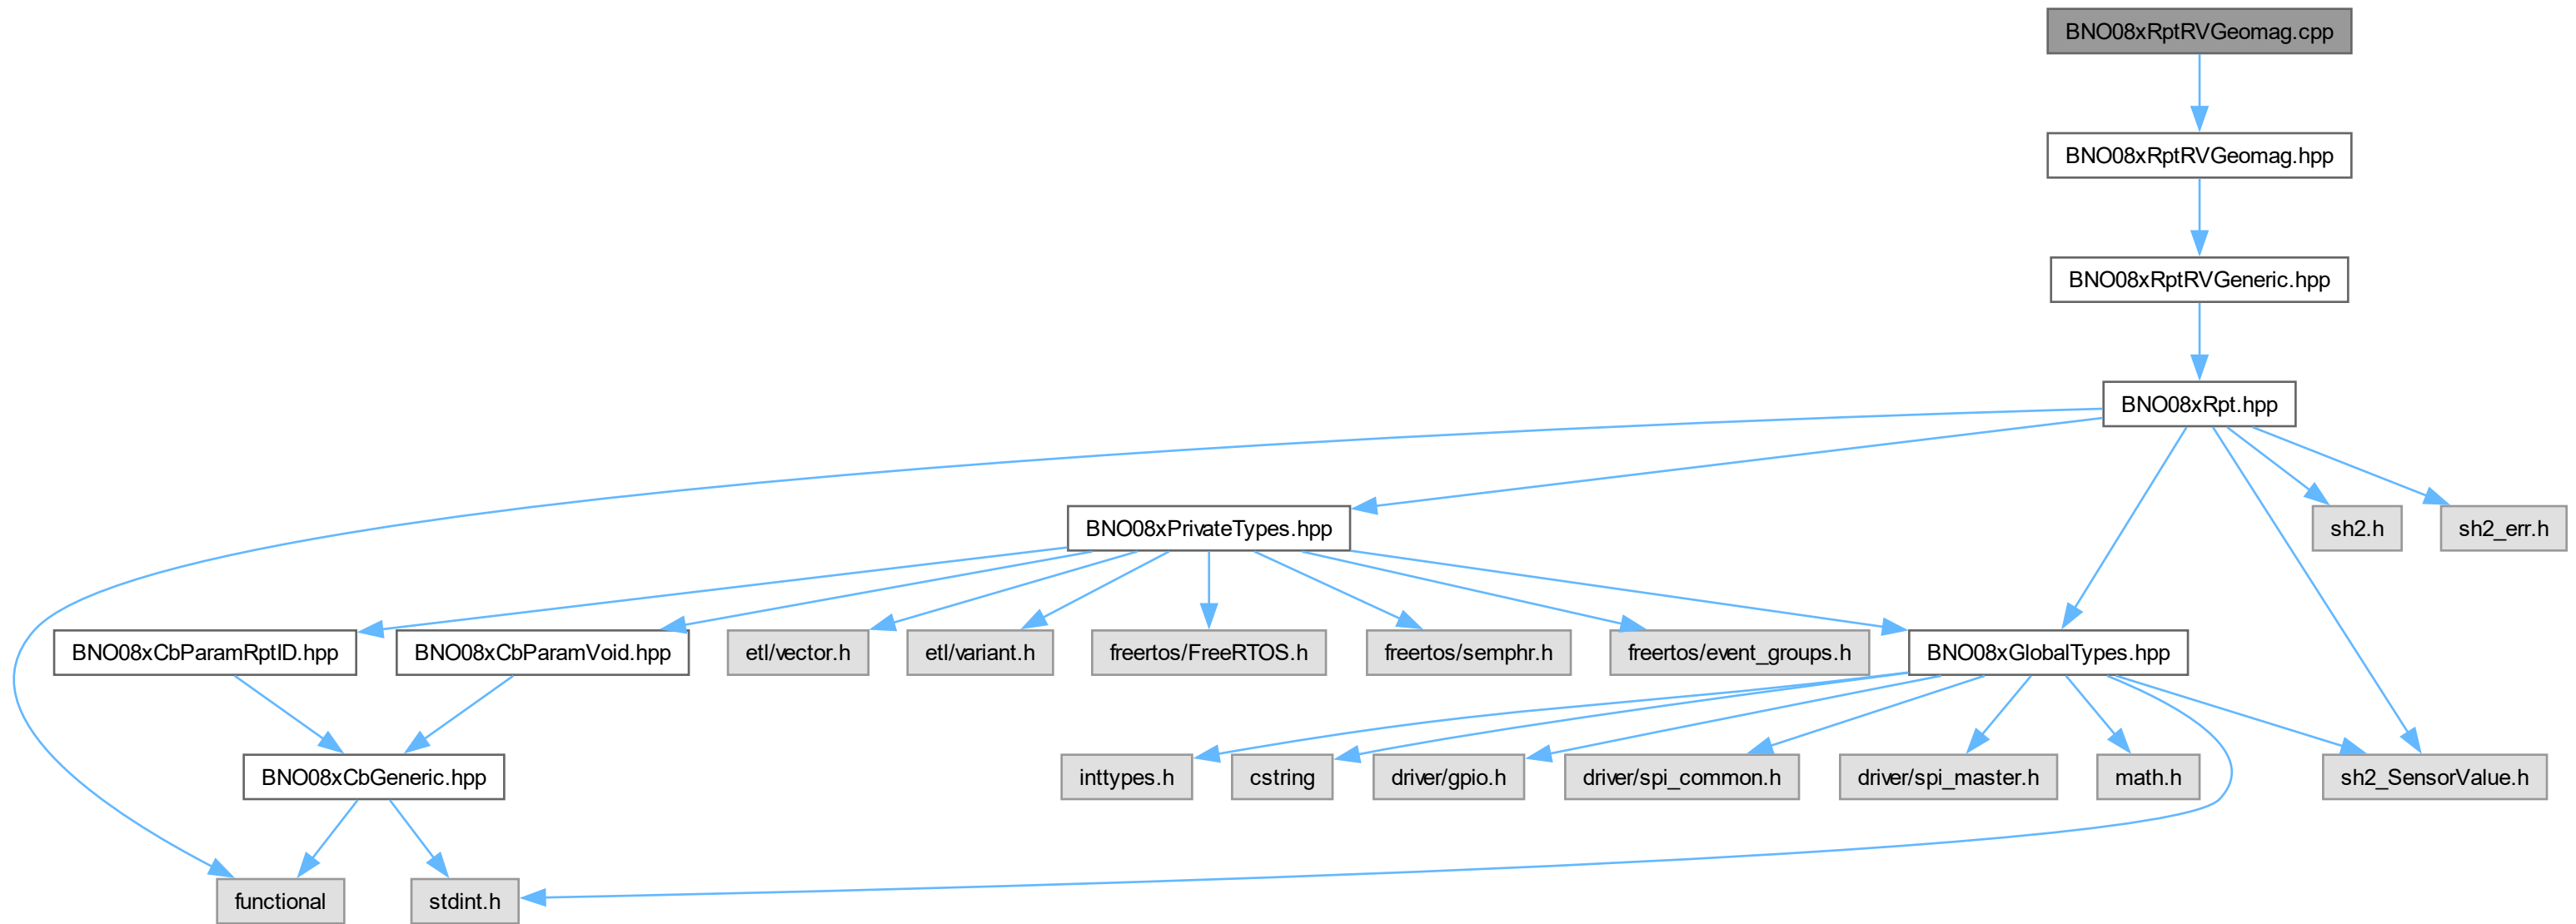 BNO08xRptRVGeomag.cpp
BNO08xRptRVGeomag.hpp
BNO08xRptRVGeneric.hpp
BNO08xRpt.hpp
BNO08xPrivateTypes.hpp
sh2.h
sh2_err.h
BNO08xCbParamRptID.hpp
BNO08xCbParamVoid.hpp
etl/vector.h
etl/variant.h
freertos/FreeRTOS.h
freertos/semphr.h
freertos/event_groups.h
BNO08xGlobalTypes.hpp
BNO08xCbGeneric.hpp
inttypes.h
cstring
driver/gpio.h
driver/spi_common.h
driver/spi_master.h
math.h
sh2_SensorValue.h
functional
stdint.h